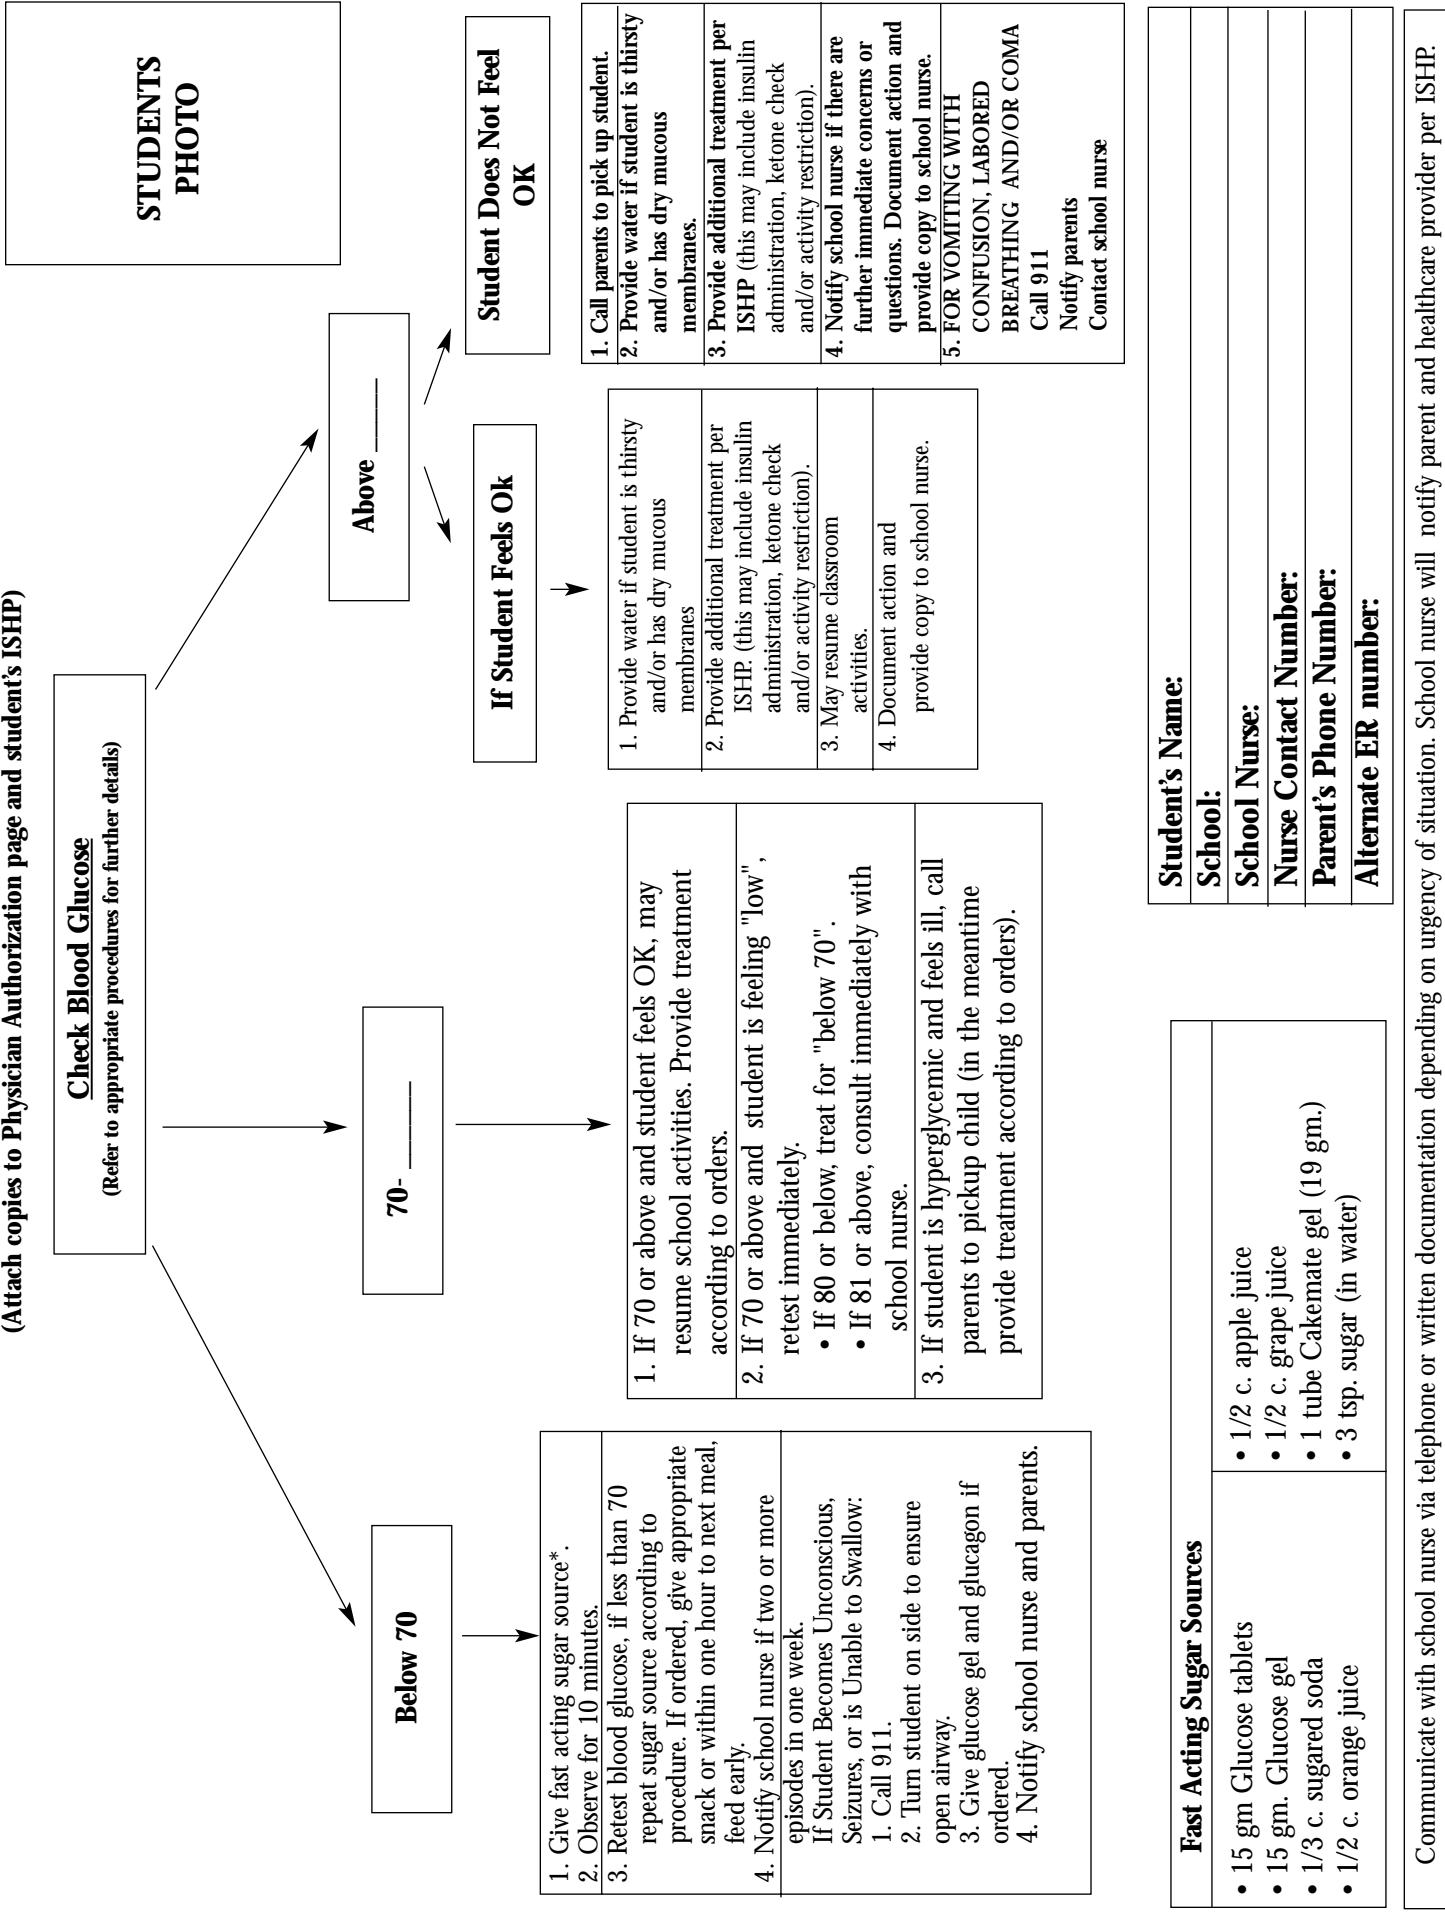 (Attach copies to Physician Authorization page and student's ISHP)
STUDENTS
PHOTO
Check Blood Glucose
(Refer to appropriate procedures for further details)
Below 70
70- ______
Above ______
If Student Feels Ok
Student Does Not Feel
OK
1. Give fast acting sugar source*.
2. Observe for 10 minutes.
3. Retest blood glucose, if less than 70
repeat sugar source according to
procedure. If ordered, give appropriate
snack or within one hour to next meal,
feed early.
4. Notify school nurse if two or more
episodes in one week.
If Student Becomes Unconscious,
Seizures, or is Unable to Swallow:
1. Call 911.
2. Turn student on side to ensure
open airway.
3. Give glucose gel and glucagon if
ordered.
4. Notify school nurse and parents.
1. If 70 or above and student feels OK, may
resume school activities. Provide treatment
according to orders.
2. If 70 or above and student is feeling "low",
retest immediately.
• If 80 or below, treat for "below 70".
• If 81 or above, consult immediately with
school nurse.
3. If student is hyperglycemic and feels ill, call
parents to pickup child (in the meantime
provide treatment according to orders).
1. Provide water if student is thirsty
and/or has dry mucous
membranes
2. Provide additional treatment per
ISHP. (this may include insulin
administration, ketone check
and/or activity restriction).
3. May resume classroom
activities.
4. Document action and
provide copy to school nurse.
1. Call parents to pick up student.
2. Provide water if student is thirsty
and/or has dry mucous
membranes.
3. Provide additional treatment per
ISHP (this may include insulin
administration, ketone check
and/or activity restriction).
4. Notify school nurse if there are
further immediate concerns or
questions. Document action and
provide copy to school nurse.
5. FOR VOMITING WITH
CONFUSION, LABORED
BREATHING AND/OR COMA
Call 911
Notify parents
Contact school nurse
Fast Acting Sugar Sources
• 15 gm Glucose tablets
• 15 gm. Glucose gel
• 1/3 c. sugared soda
• 1/2 c. orange juice
• 1/2 c. apple juice
• 1/2 c. grape juice
• 1 tube Cakemate gel (19 gm.)
• 3 tsp. sugar (in water)
Student's Name:
School:
School Nurse:
Nurse Contact Number:
Parent's Phone Number:
Alternate ER number:
Communicate with school nurse via telephone or written documentation depending on urgency of situation. School nurse will notify parent and healthcare provider per ISHP.